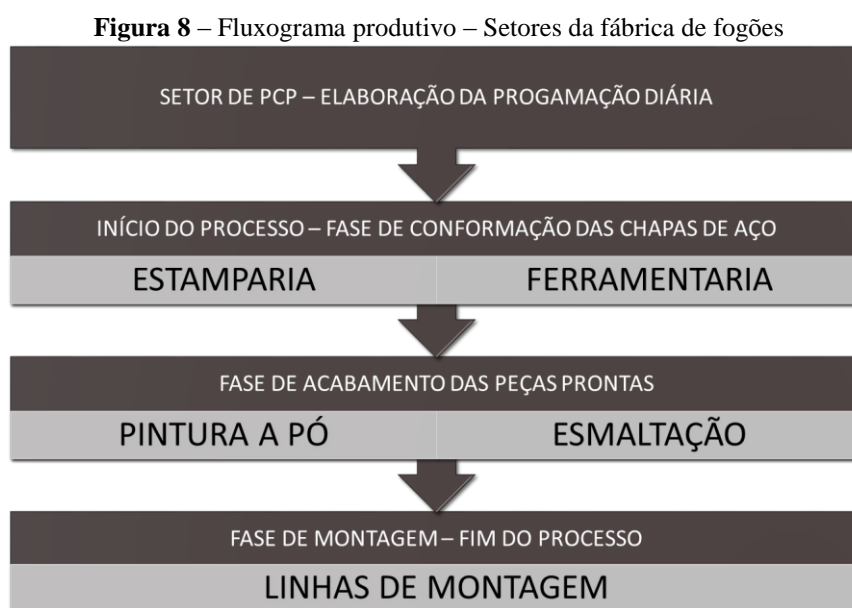 Figura 8 – Fluxograma produtivo – Setores da fábrica de fogões
SETOR DE PCP – ELABORAÇÃO DA PROGAMAÇÃO DIÁRIA
INÍCIO DO PROCESSO – FASE DE CONFORMAÇÃO DAS CHAPAS DE AÇO
ESTAMPARIA
FERRAMENTARIA
FASE DE ACABAMENTO DAS PEÇAS PRONTAS
PINTURA A PÓ
ESMALTAÇÃO
FASE DE MONTAGEM – FIM DO PROCESSO
LINHAS DE MONTAGEM